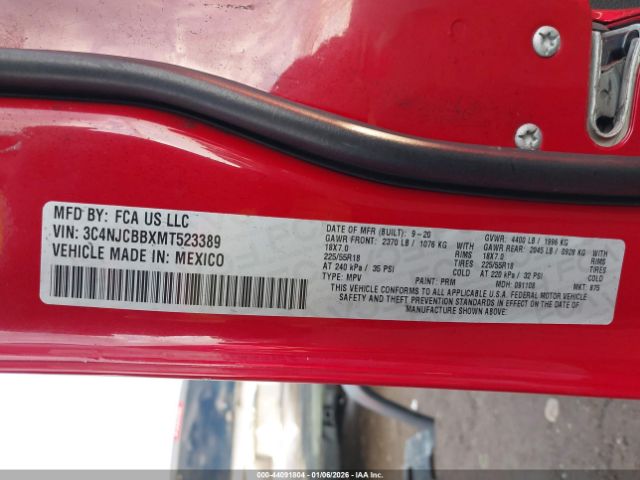 MFD BY: FCA US LLC
VIN: 3C4NJCBBXMT523389
VEHICLE MADE IN: MEXICO
DATE OF MFR (BUILT): 9-20
GAWR FRONT: 2370 LB / 1076 KG WITH
18X7.0 RIMS
225/55R18 TIRES
AT 240 kPa / 35 PSI COLD
TYPE: MPV PAINT: PRM
GVWR: 4400 LB / 1996 KG
GAWR REAR: 2045 LB / 0928 KG WITH
18X7.0 RIMS
225/55R18 TIRES
AT 220 kPa / 32 PSI COLD
MDH: 091108 MKT: 975
THIS VEHICLE CONFORMS TO ALL APPLICABLE U.S.A. FEDERAL MOTOR VEHICLE
SAFETY AND THEFT PREVENTION STANDARDS IN EFFECT ON THE DATE OF
MANUFACTURE SHOWN ABOVE.
000-44091804 | 01/06/2026 | IAAI.COM